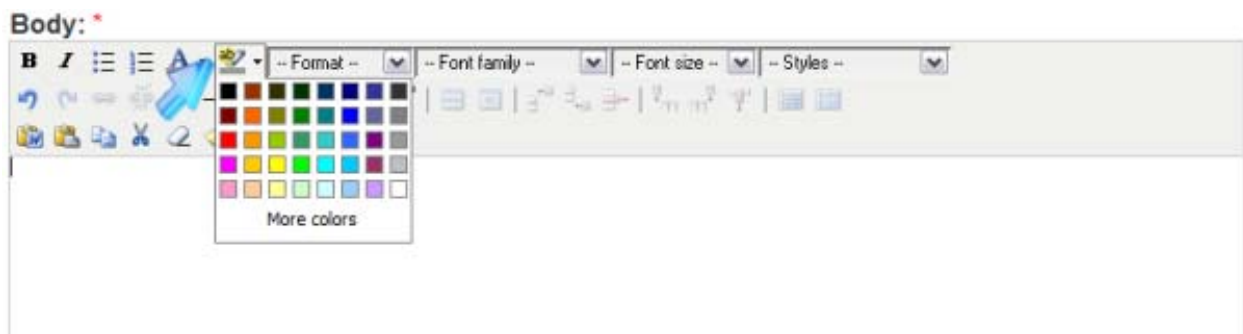 Body: *
B I A -- Format -- -- Font family -- -- Font size -- -- Styles --
More colors